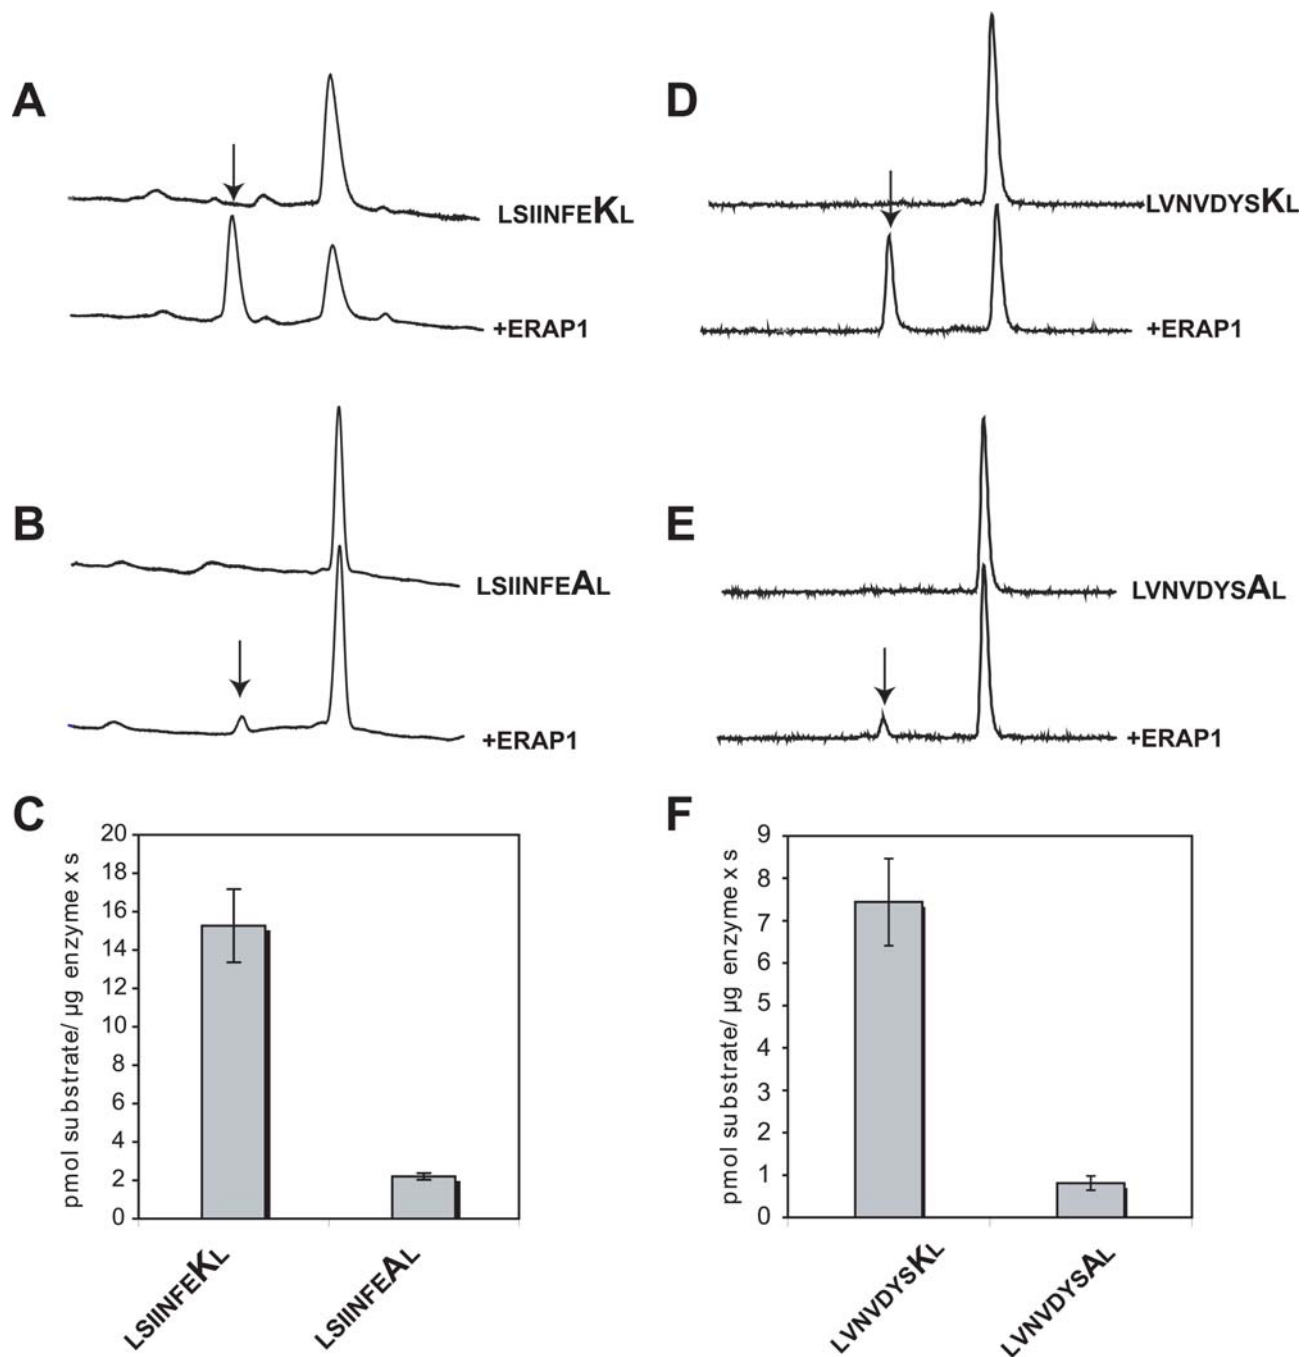 A
LSIINFEKL
+ERAP1
B
LSIINFEAL
+ERAP1
C
pmol substrate/ µg enzyme x s
20
18
16
14
12
10
8
6
4
2
0
LSIINFEKL
LSIINFEAL
D
LVNVDYSKL
+ERAP1
E
LVNVDYSAL
+ERAP1
F
pmol substrate/ µg enzyme x s
9
8
7
6
5
4
3
2
1
0
LVNVDYSKL
LVNVDYSAL